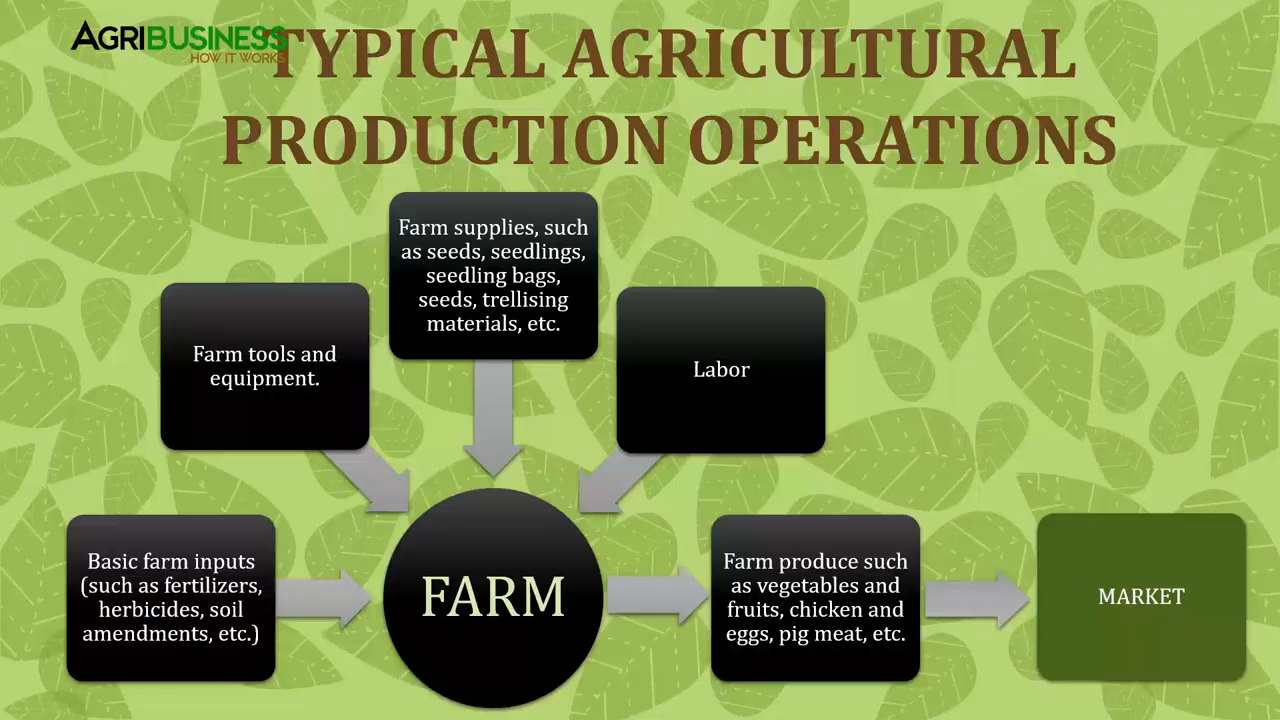 AGRIBUSINESS
HOW IT WORKS
TYPICAL AGRICULTURAL
PRODUCTION OPERATIONS
Farm supplies, such
as seeds, seedlings,
seedling bags,
seeds, trellising
materials, etc.
Farm tools and
equipment.
Labor
Basic farm inputs
(such as fertilizers,
herbicides, soil
amendments, etc.)
FARM
Farm produce such
as vegetables and
fruits, chicken and
eggs, pig meat, etc.
MARKET